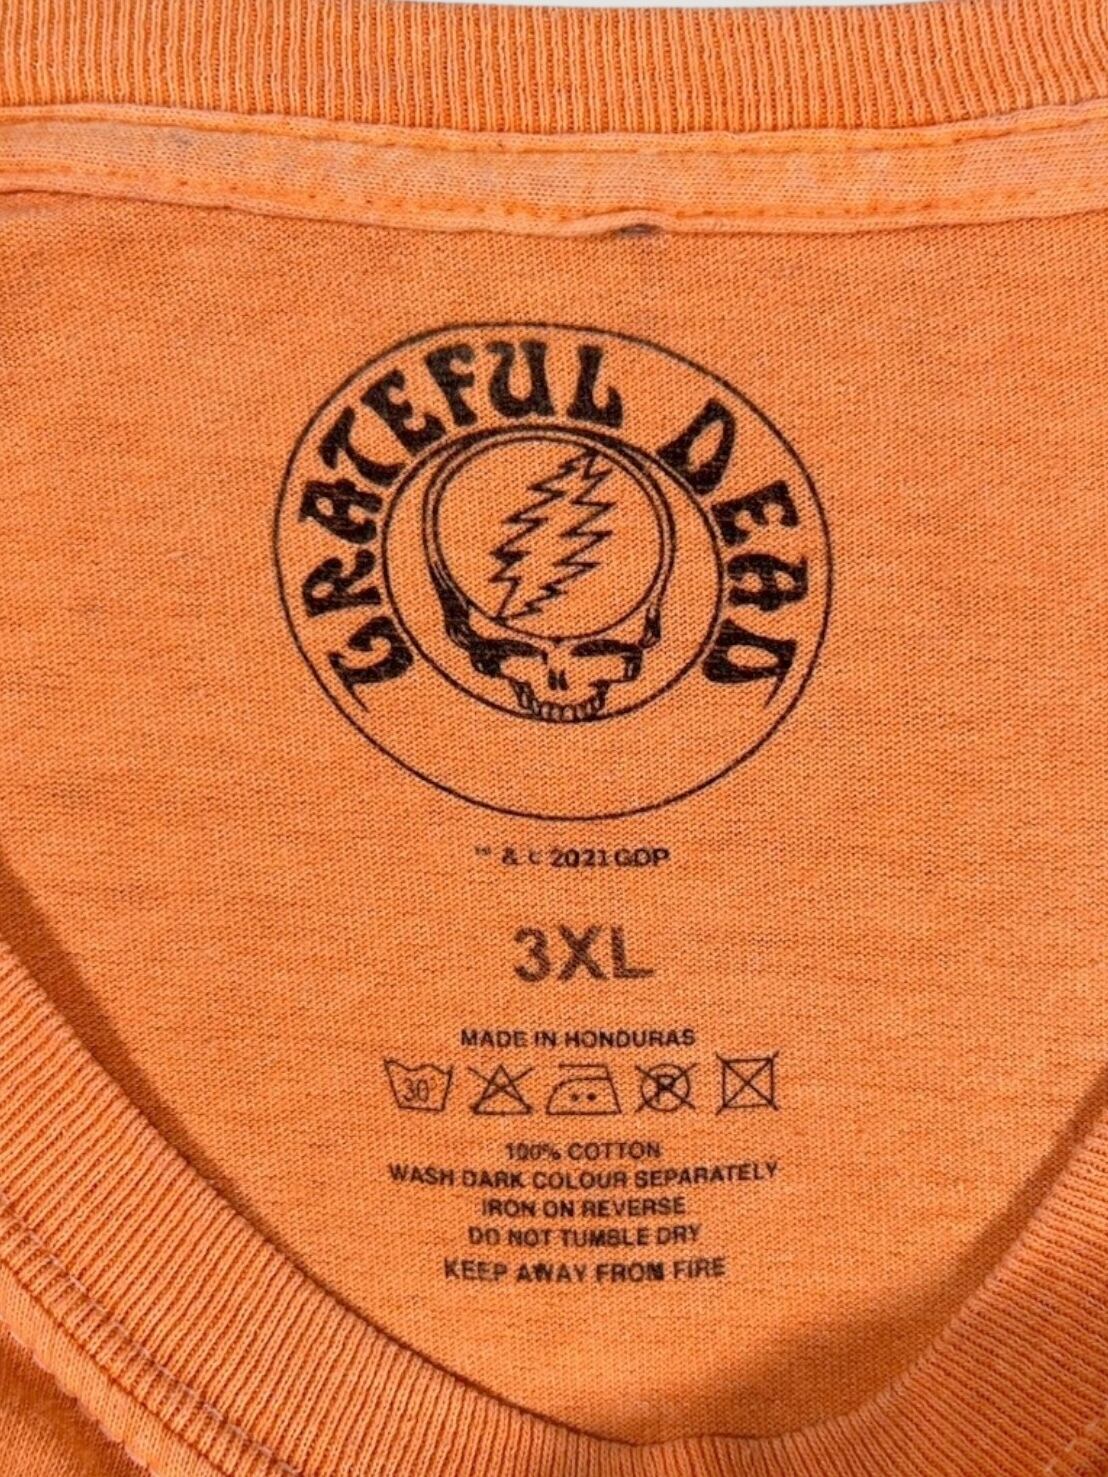 GRATEFUL DEAD
™ & © 2021 GDP
3XL
MADE IN HONDURAS
30° P
100% COTTON
WASH DARK COLOUR SEPARATELY
IRON ON REVERSE
DO NOT TUMBLE DRY
KEEP AWAY FROM FIRE